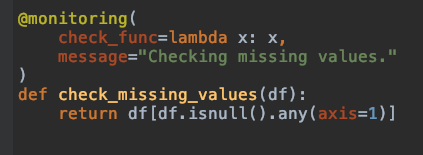 @monitoring(
    check_func=lambda x: x,
    message="Checking missing values."
)
def check_missing_values(df):
    return df[df.isnull().any(axis=1)]